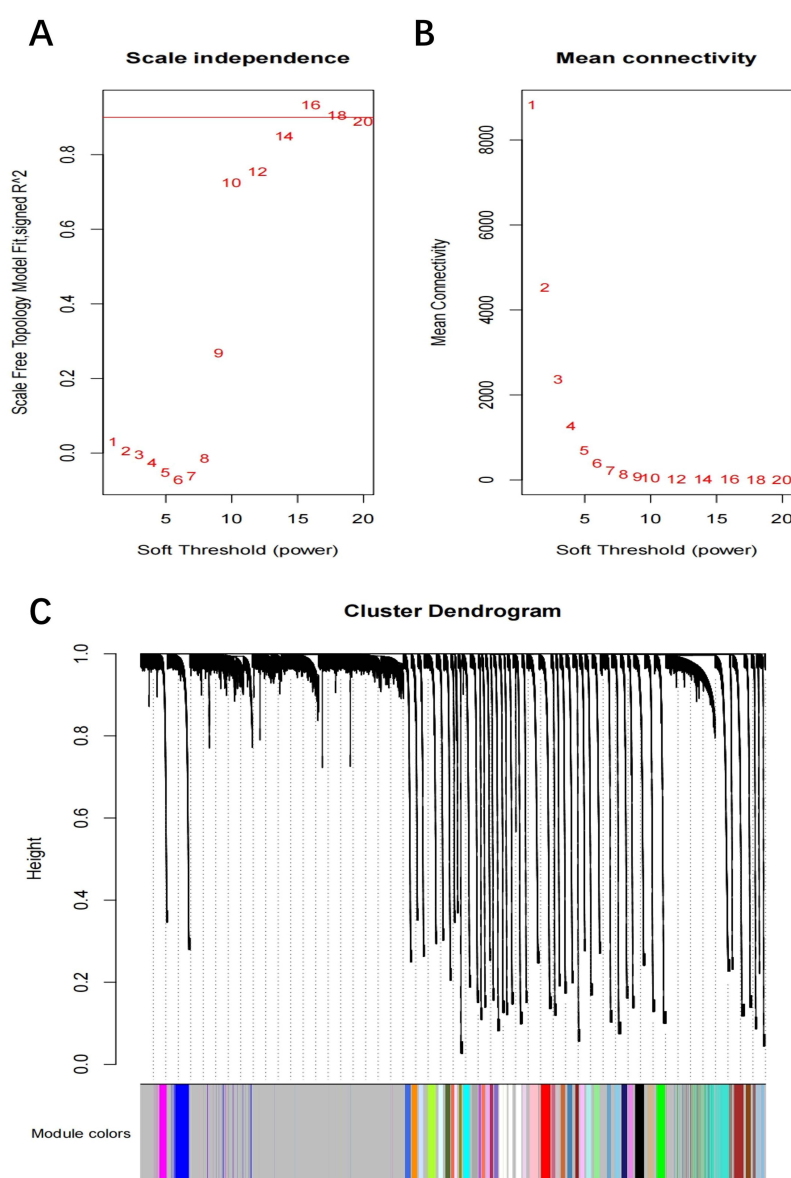 A
B
Scale independence
Mean connectivity
Scale Free Topology Model Fit,signed R^2
0.0 0.2 0.4 0.6 0.8
1 2 3 4 5 6 7 8 9 10 12 14 16 18 20
5 10 15 20
Soft Threshold (power)
Mean Connectivity
0 2000 4000 6000 8000
1 2 3 4 5 6 7 8 9 10 12 14 16 18 20
5 10 15 20
Soft Threshold (power)
C
Cluster Dendrogram
Height
1.0
0.8
0.6
0.4
0.2
0.0
Module colors